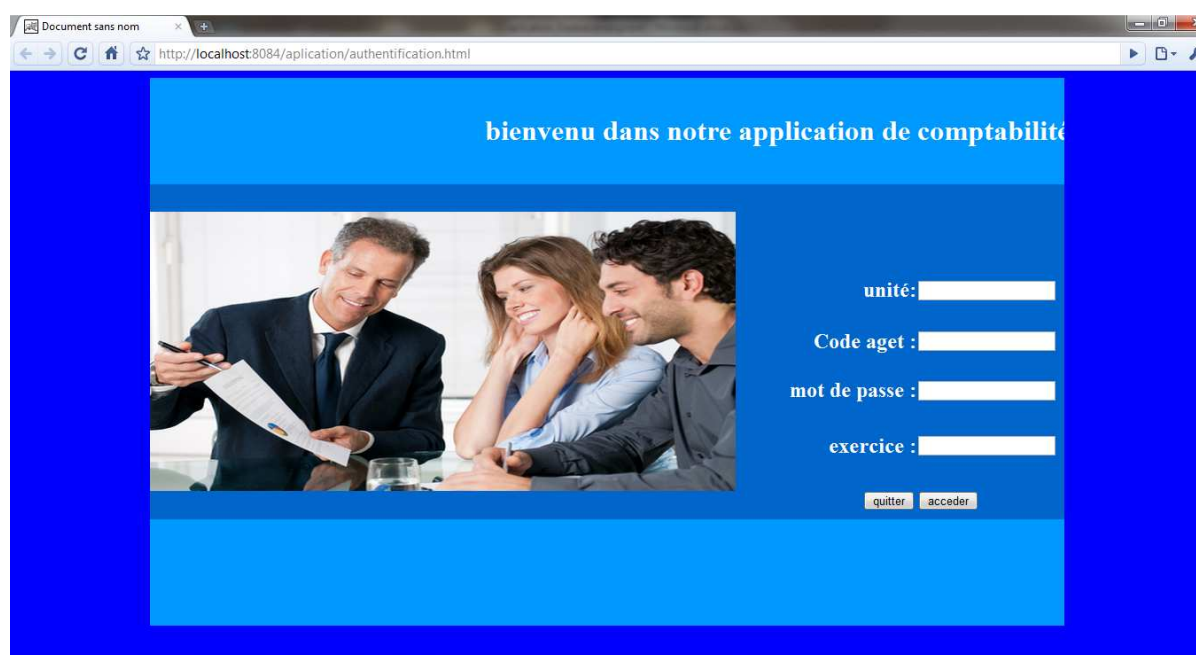 Document sans nom
http://localhost:8084/aplication/authentification.html
bienvenu dans notre application de comptabilité
unité:
Code aget :
mot de passe :
exercice :
quitter acceder